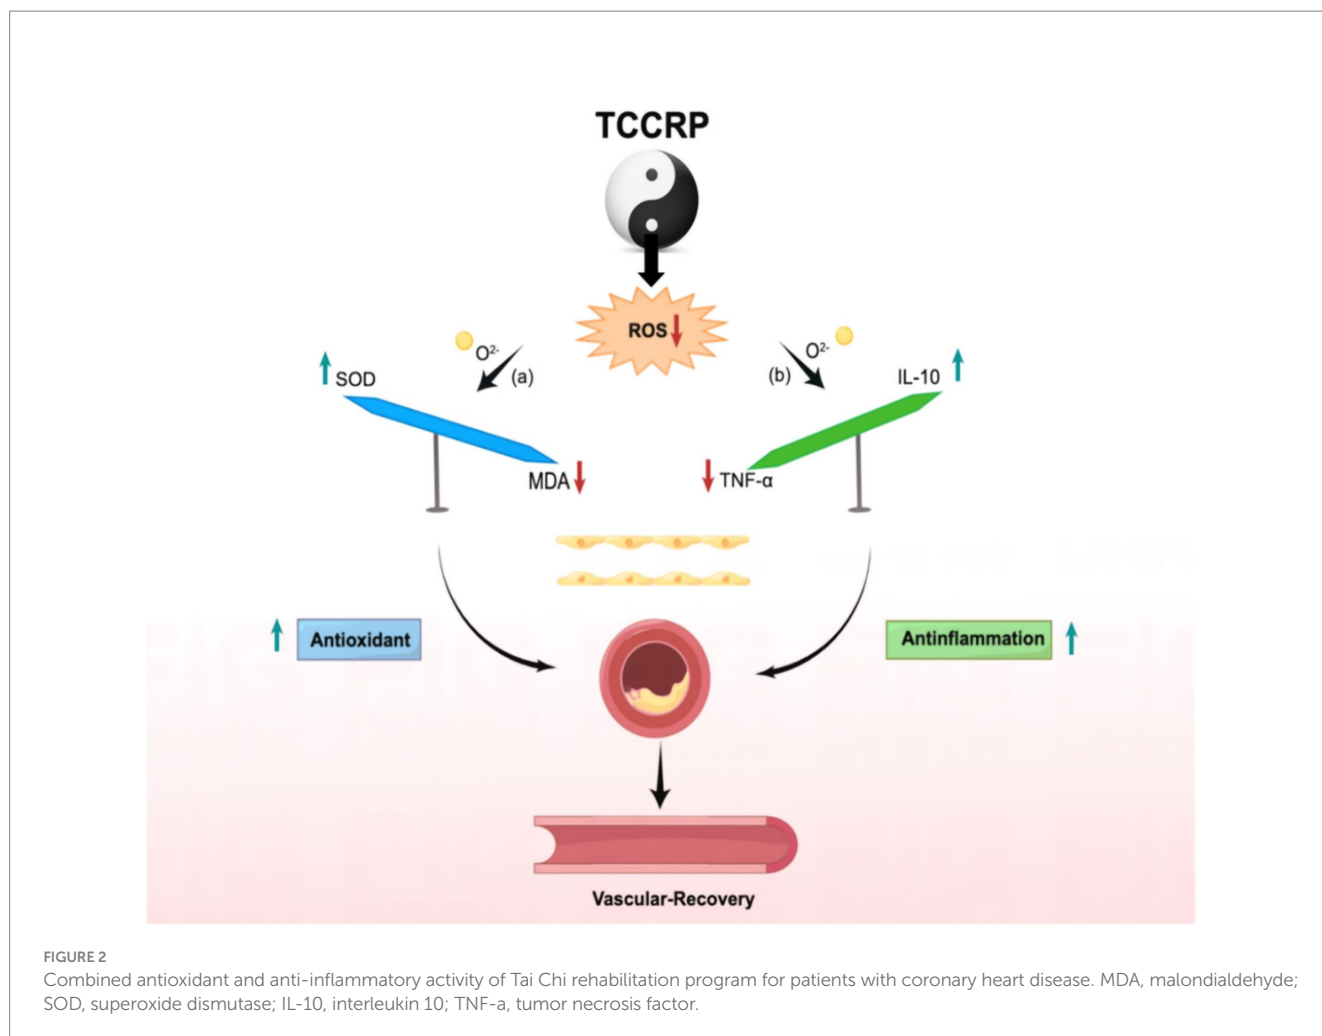 TCCRP
ROS
O²⁻
(a)
O²⁻
(b)
SOD
IL-10
MDA
TNF-α
Antioxidant
Antinflammation
Vascular-Recovery
FIGURE 2
Combined antioxidant and anti-inflammatory activity of Tai Chi rehabilitation program for patients with coronary heart disease. MDA, malondialdehyde;
SOD, superoxide dismutase; IL-10, interleukin 10; TNF-a, tumor necrosis factor.